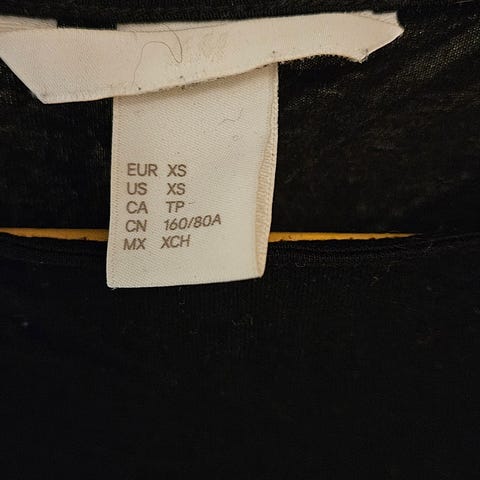 EUR XS
US XS
CA TP
CN 160/80A
MX XCH